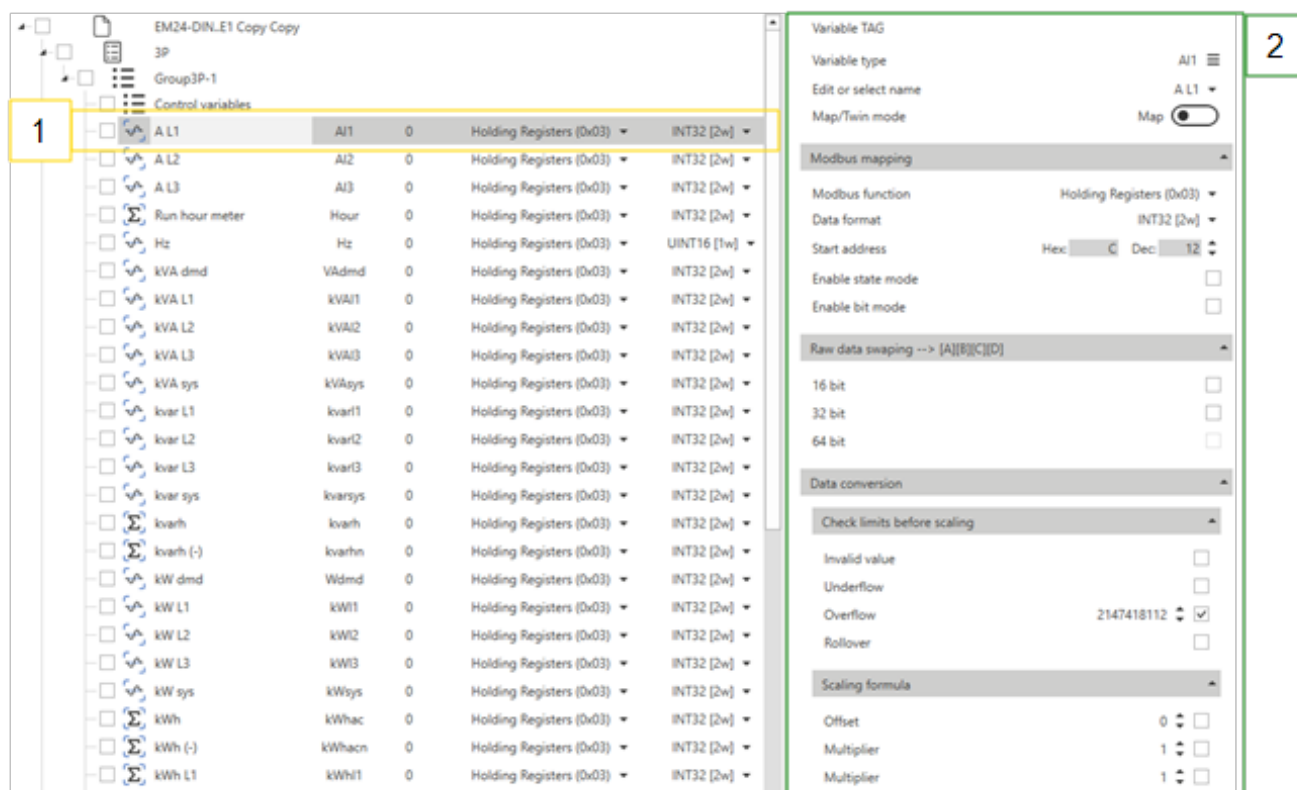 EM24-DIN..E1 Copy Copy
3P
Group3P-1
Control variables
1
A L1 AI1 0 Holding Registers (0x03) INT32 [2w]
A L2 AI2 0 Holding Registers (0x03) INT32 [2w]
A L3 AI3 0 Holding Registers (0x03) INT32 [2w]
Run hour meter Hour 0 Holding Registers (0x03) INT32 [2w]
Hz Hz 0 Holding Registers (0x03) UINT16 [1w]
kVA dmd VAdmd 0 Holding Registers (0x03) INT32 [2w]
kVA L1 kVAl1 0 Holding Registers (0x03) INT32 [2w]
kVA L2 kVAl2 0 Holding Registers (0x03) INT32 [2w]
kVA L3 kVAl3 0 Holding Registers (0x03) INT32 [2w]
kVA sys kVAsys 0 Holding Registers (0x03) INT32 [2w]
kvar L1 kvarl1 0 Holding Registers (0x03) INT32 [2w]
kvar L2 kvarl2 0 Holding Registers (0x03) INT32 [2w]
kvar L3 kvarl3 0 Holding Registers (0x03) INT32 [2w]
kvar sys kvarsys 0 Holding Registers (0x03) INT32 [2w]
kvarh kvarh 0 Holding Registers (0x03) INT32 [2w]
kvarh (-) kvarhn 0 Holding Registers (0x03) INT32 [2w]
kW dmd Wdmd 0 Holding Registers (0x03) INT32 [2w]
kW L1 kWl1 0 Holding Registers (0x03) INT32 [2w]
kW L2 kWl2 0 Holding Registers (0x03) INT32 [2w]
kW L3 kWl3 0 Holding Registers (0x03) INT32 [2w]
kW sys kWsys 0 Holding Registers (0x03) INT32 [2w]
kWh kWhac 0 Holding Registers (0x03) INT32 [2w]
kWh (-) kWhacn 0 Holding Registers (0x03) INT32 [2w]
kWh L1 kWhl1 0 Holding Registers (0x03) INT32 [2w]
2
Variable TAG
Variable type AI1
Edit or select name A L1
Map/Twin mode Map
Modbus mapping
Modbus function Holding Registers (0x03)
Data format INT32 [2w]
Start address Hex: C Dec: 12
Enable state mode
Enable bit mode
Raw data swaping --> [A][B][C][D]
16 bit
32 bit
64 bit
Data conversion
Check limits before scaling
Invalid value
Underflow
Overflow 2147418112
Rollover
Scaling formula
Offset 0
Multiplier 1
Multiplier 1